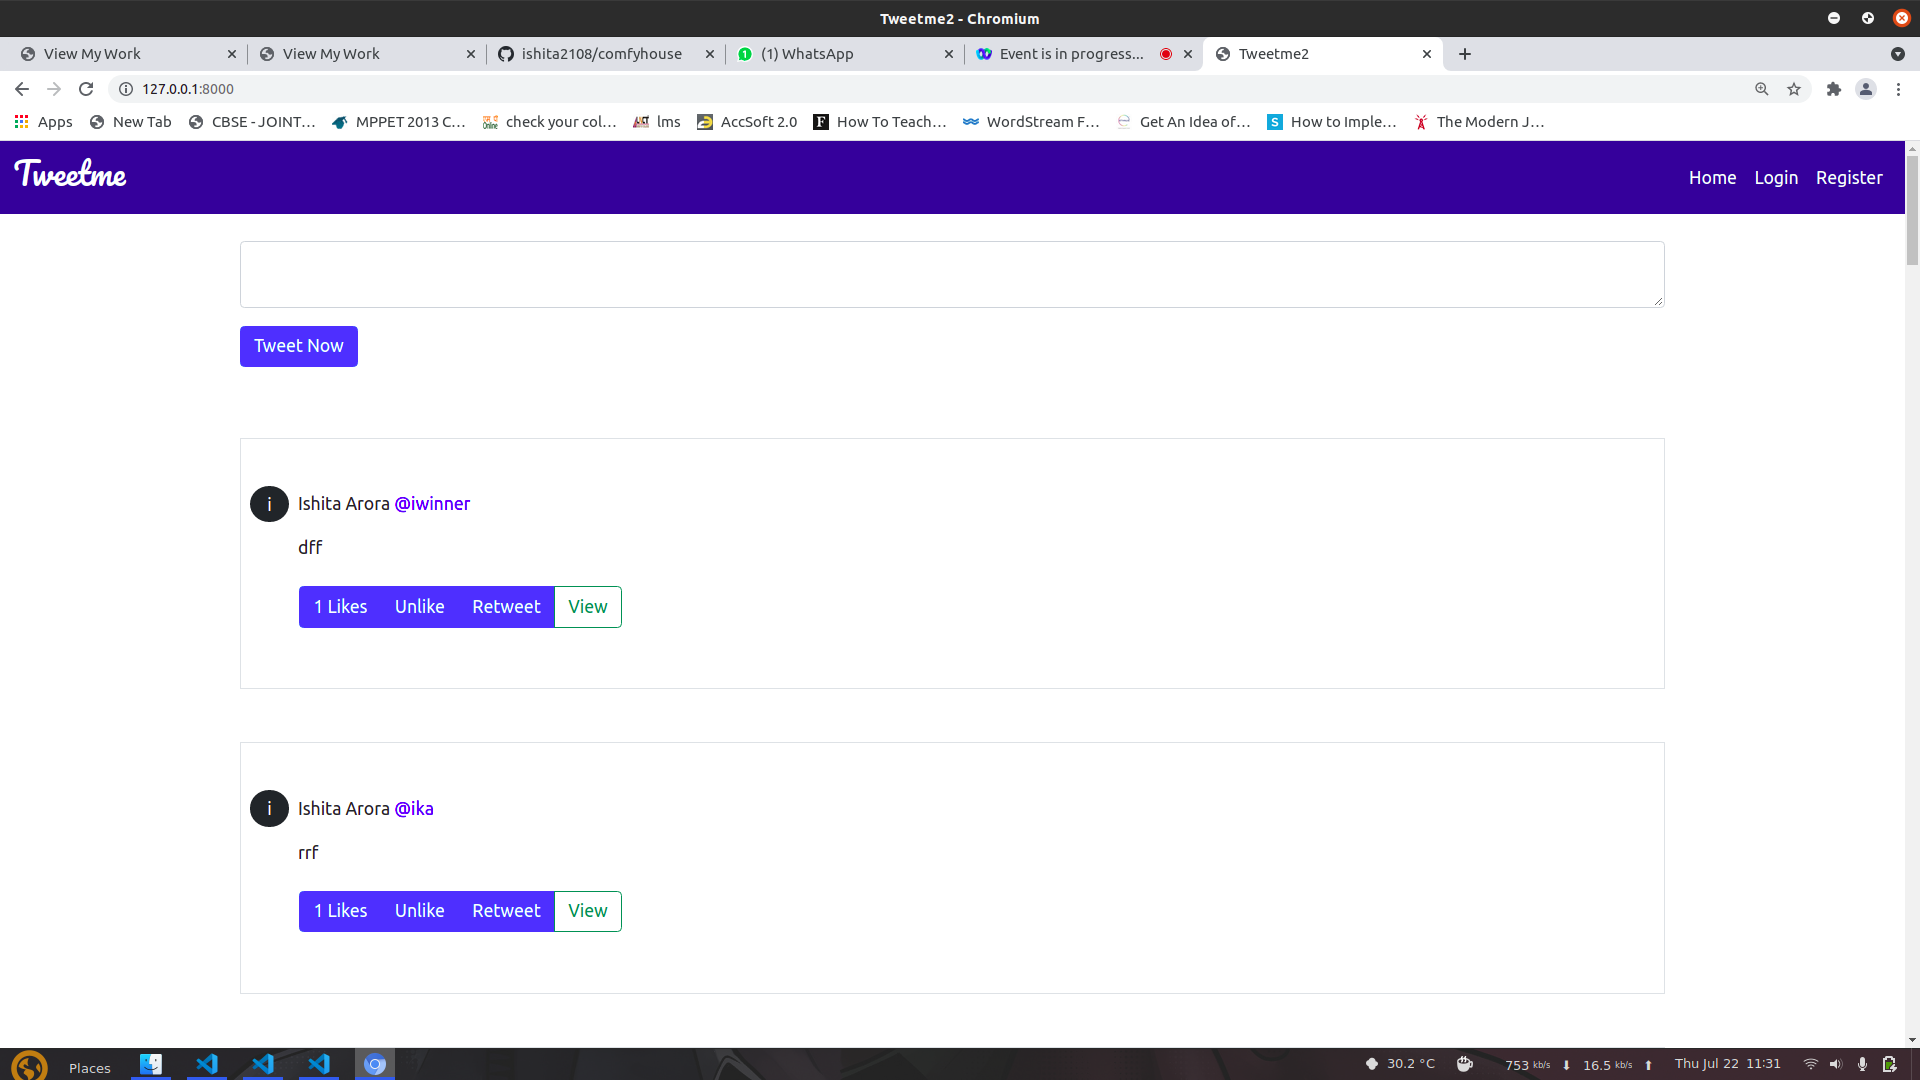 Tweetme2 - Chromium
View My Work
View My Work
ishita2108/comfyhouse
1 (1) WhatsApp
Event is in progress...
Tweetme2
127.0.0.1:8000
Apps
New Tab
CBSE - JOINT...
MPPET 2013 C...
check your col...
lms
AccSoft 2.0
F How To Teach...
WordStream F...
Get An Idea of...
S How to Imple...
The Modern J...
Tweetme
Home Login Register
Tweet Now
i Ishita Arora @iwinner
dff
1 Likes Unlike Retweet View
i Ishita Arora @ika
rrf
1 Likes Unlike Retweet View
Places
30.2 °C
753 kb/s
16.5 kb/s
Thu Jul 22 11:31